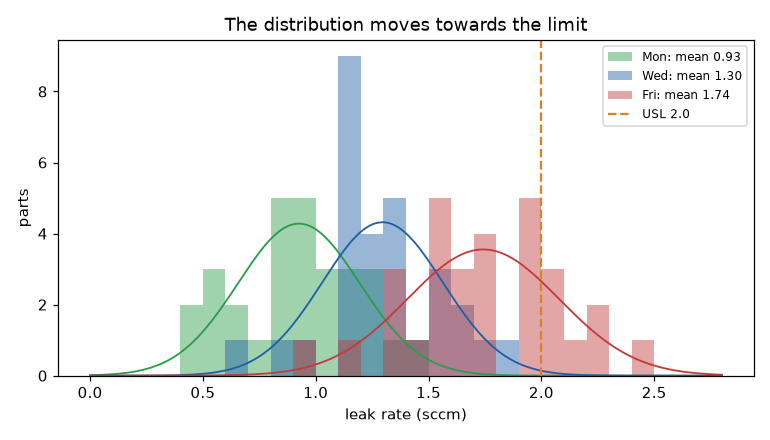 The distribution moves towards the limit
Mon: mean 0.93
Wed: mean 1.30
Fri: mean 1.74
USL 2.0
parts
8
6
4
2
0
0.0 0.5 1.0 1.5 2.0 2.5
leak rate (sccm)